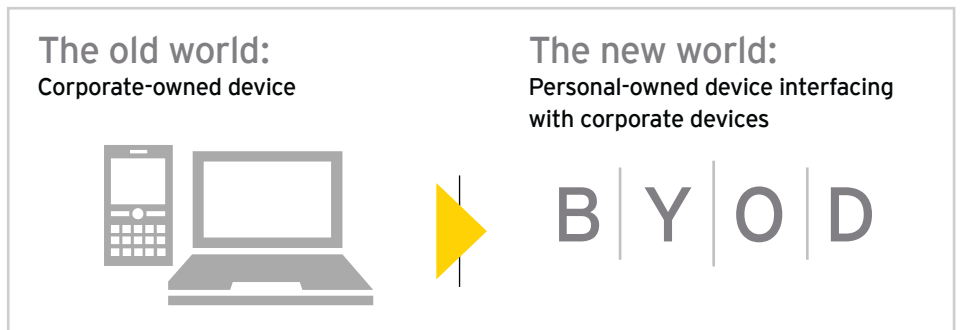 The old world:
Corporate-owned device
The new world:
Personal-owned device interfacing
with corporate devices
B Y O D